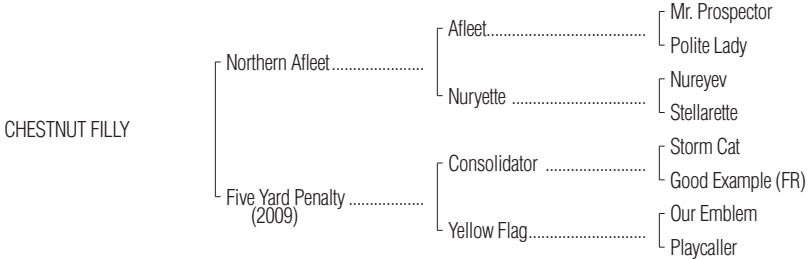 Mr. Prospector
Afleet
Polite Lady
Northern Afleet
Nureyev
Nuryette
Stellarette
CHESTNUT FILLY
Storm Cat
Consolidator
Good Example (FR)
Five Yard Penalty
(2009)
Our Emblem
Yellow Flag
Playcaller